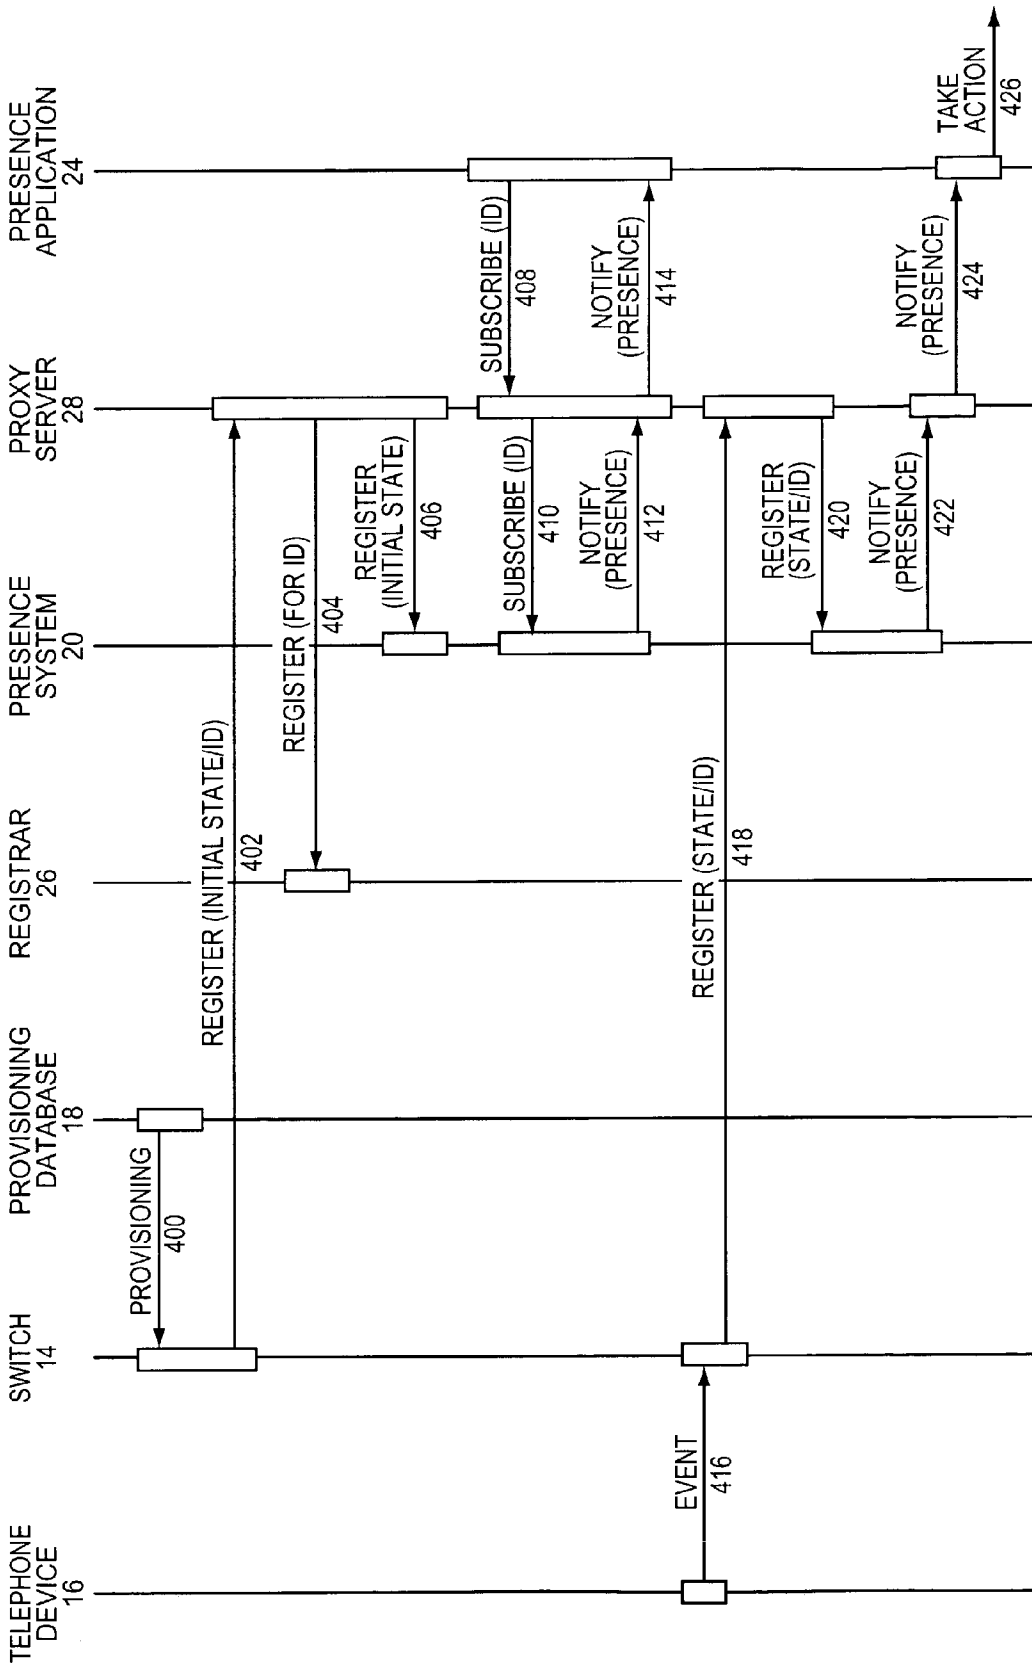 TELEPHONE
DEVICE
16
SWITCH
14
PROVISIONING
DATABASE
18
REGISTRAR
26
PRESENCE
SYSTEM
20
PROXY
SERVER
28
PRESENCE
APPLICATION
24
PROVISIONING
400
REGISTER (INITIAL STATE/ID)
402
REGISTER (FOR ID)
404
REGISTER
(INITIAL STATE)
406
SUBSCRIBE (ID)
408
SUBSCRIBE (ID)
410
NOTIFY
(PRESENCE)
412
NOTIFY
(PRESENCE)
414
EVENT
416
REGISTER (STATE/ID)
418
REGISTER
(STATE/ID)
420
NOTIFY
(PRESENCE)
422
NOTIFY
(PRESENCE)
424
TAKE
ACTION
426